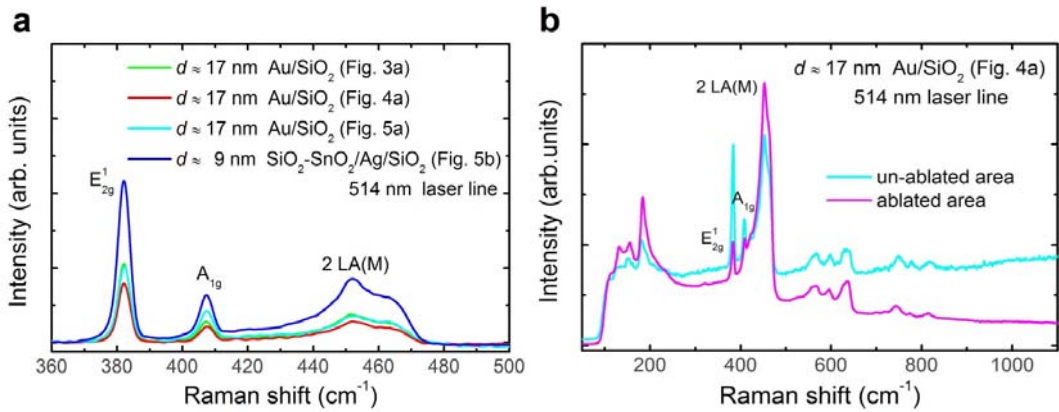 a
d ≈ 17 nm Au/SiO₂ (Fig. 3a)
d ≈ 17 nm Au/SiO₂ (Fig. 4a)
d ≈ 17 nm Au/SiO₂ (Fig. 5a)
d ≈ 9 nm SiO₂-SnO₂/Ag/SiO₂ (Fig. 5b)
514 nm laser line
E¹₂g
A₁g
2 LA(M)
Intensity (arb. units)
360 380 400 420 440 460 480 500
Raman shift (cm⁻¹)
b
d ≈ 17 nm Au/SiO₂ (Fig. 4a)
514 nm laser line
2 LA(M)
un-ablated area
ablated area
A₁g
E¹₂g
Intensity (arb.units)
200 400 600 800 1000
Raman shift (cm⁻¹)